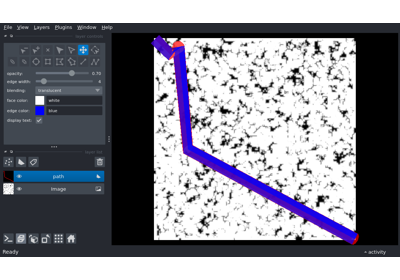 File View Layers Plugins Window Help
opacity: 0.70
edge width: 4
blending: translucent
face color: white
edge color: blue
display text:
path
Image
Ready
activity